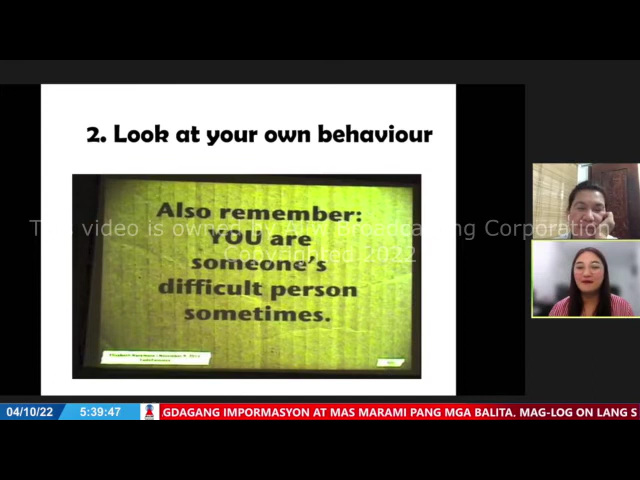 2. Look at your own behaviour
Also remember:
YOU are
someone's
difficult person
sometimes.
This video is owned by Aliw Broadcasting Corporation
Copyrighted 2022
04/10/22
5:39:47
GDAGANG IMPORMASYON AT MAS MARAMI PANG MGA BALITA. MAG-LOG ON LANG S